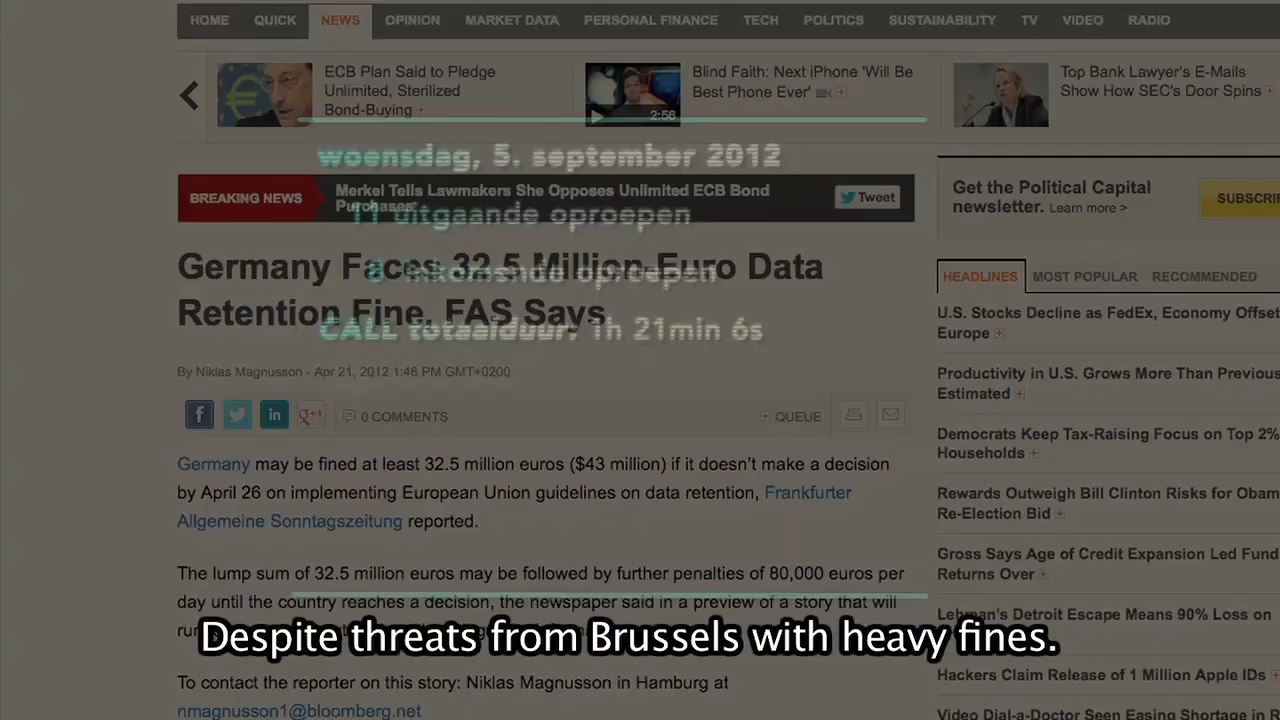 HOME QUICK NEWS OPINION MARKET DATA PERSONAL FINANCE TECH POLITICS SUSTAINABILITY TV VIDEO RADIO
ECB Plan Said to Pledge
Unlimited, Sterilized
Bond-Buying
Blind Faith: Next iPhone 'Will Be
Best Phone Ever'
2:56
Top Bank Lawyer's E-Mails
Show How SEC's Door Spins
woensdag, 5. september 2012
BREAKING NEWS
Merkel Tells Lawmakers She Opposes Unlimited ECB Bond
Purchases'
Tweet
11 uitgaande oproepen
Get the Political Capital
newsletter. Learn more >
SUBSCRIBE
Germany Faces 32.5 Million-Euro Data
Retention Fine, FAS Says
inkomende oproepen
CALL totaalduur: 1h 21min 6s
By Niklas Magnusson - Apr 21, 2012 1:46 PM GMT+0200
f in g+1 0 COMMENTS QUEUE
Germany may be fined at least 32.5 million euros ($43 million) if it doesn't make a decision
by April 26 on implementing European Union guidelines on data retention, Frankfurter
Allgemeine Sonntagszeitung reported.
The lump sum of 32.5 million euros may be followed by further penalties of 80,000 euros per
day until the country reaches a decision, the newspaper said in a preview of a story that will
Despite threats from Brussels with heavy fines.
To contact the reporter on this story: Niklas Magnusson in Hamburg at
nmagnusson1@bloomberg.net
HEADLINES MOST POPULAR RECOMMENDED
U.S. Stocks Decline as FedEx, Economy Offset
Europe
Productivity in U.S. Grows More Than Previous
Estimated
Democrats Keep Tax-Raising Focus on Top 2%
Households
Rewards Outweigh Bill Clinton Risks for Obam
Re-Election Bid
Gross Says Age of Credit Expansion Led Fund
Returns Over
Lehman's Detroit Escape Means 90% Loss on
Hackers Claim Release of 1 Million Apple IDs
Video Dial-a-Doctor Seen Easing Shortage in R